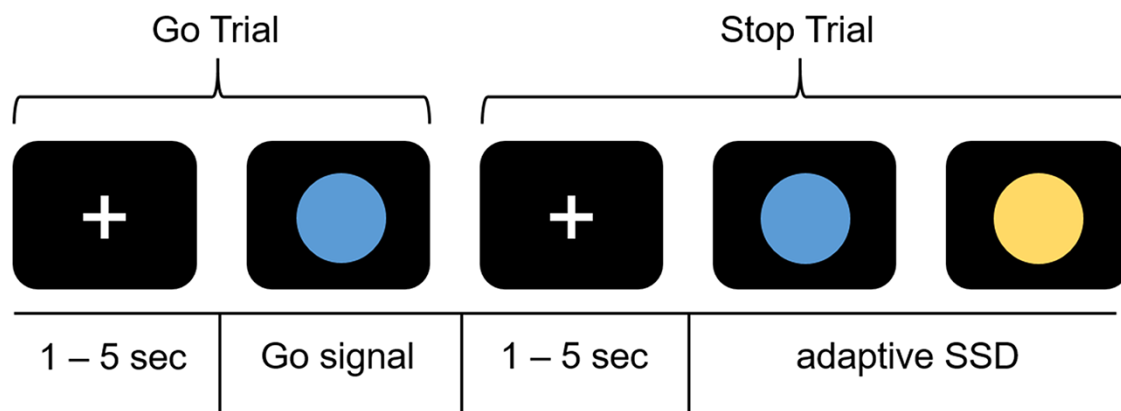 Go Trial
Stop Trial
1 – 5 sec
Go signal
1 – 5 sec
adaptive SSD